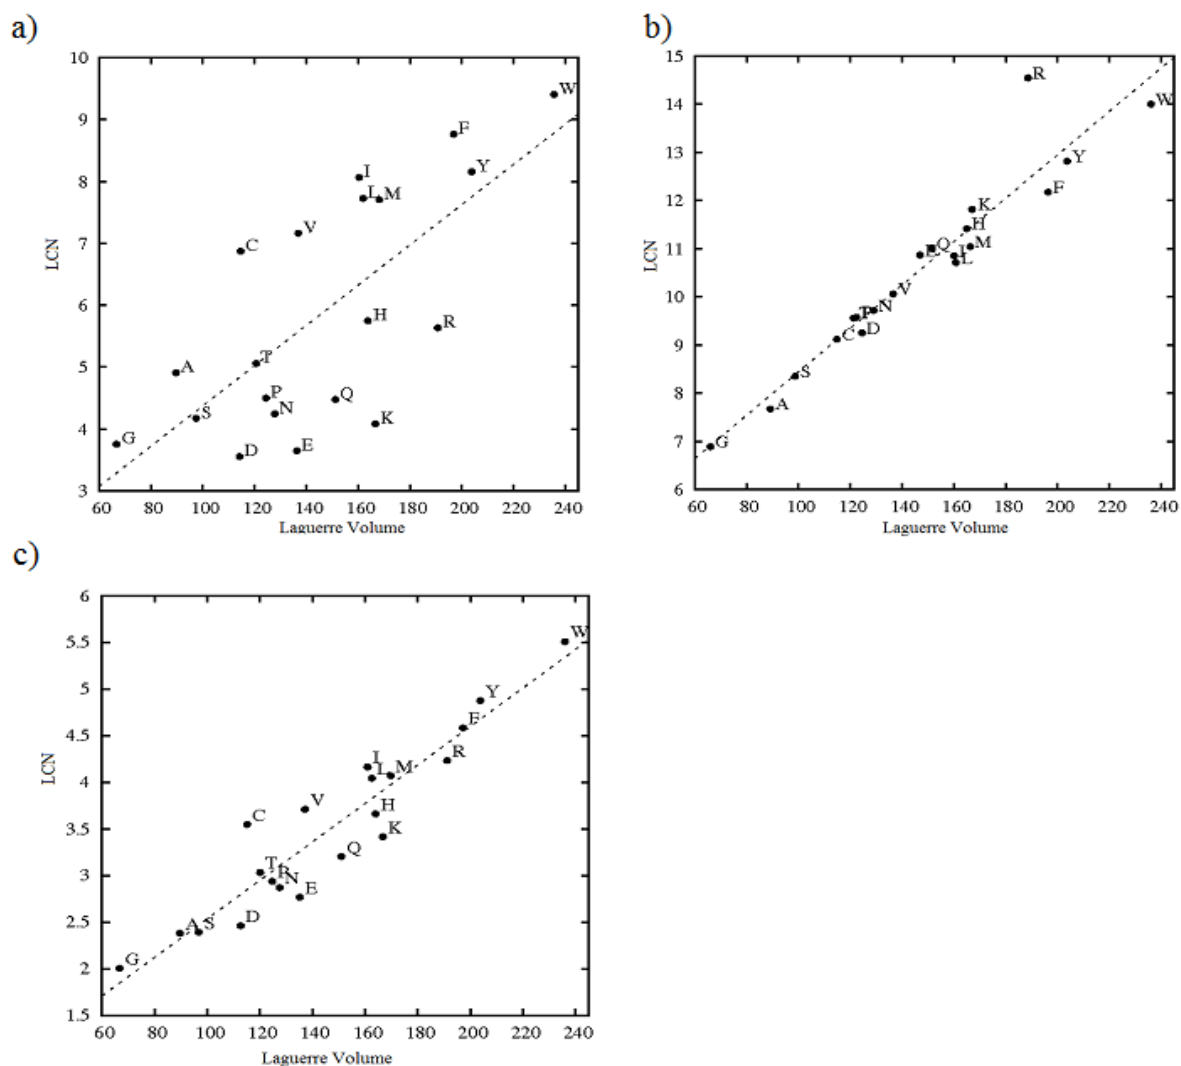 a)
10
9
8
7
6
5
4
3
LCN
W
F
Y
I
L
M
V
C
H
R
T
A
P
Q
N
S
K
G
D
E
60 80 100 120 140 160 180 200 220 240
Laguerre Volume
b)
15
14
13
12
11
10
9
8
7
6
LCN
R
W
Y
F
K
H
Q
M
E
I
L
V
T
P
N
D
C
S
A
G
60 80 100 120 140 160 180 200 220 240
Laguerre Volume
c)
6
5.5
5
4.5
4
3.5
3
2.5
2
1.5
LCN
W
Y
F
R
I
L
M
V
H
C
K
Q
T
P
N
E
D
A
S
G
60 80 100 120 140 160 180 200 220 240
Laguerre Volume